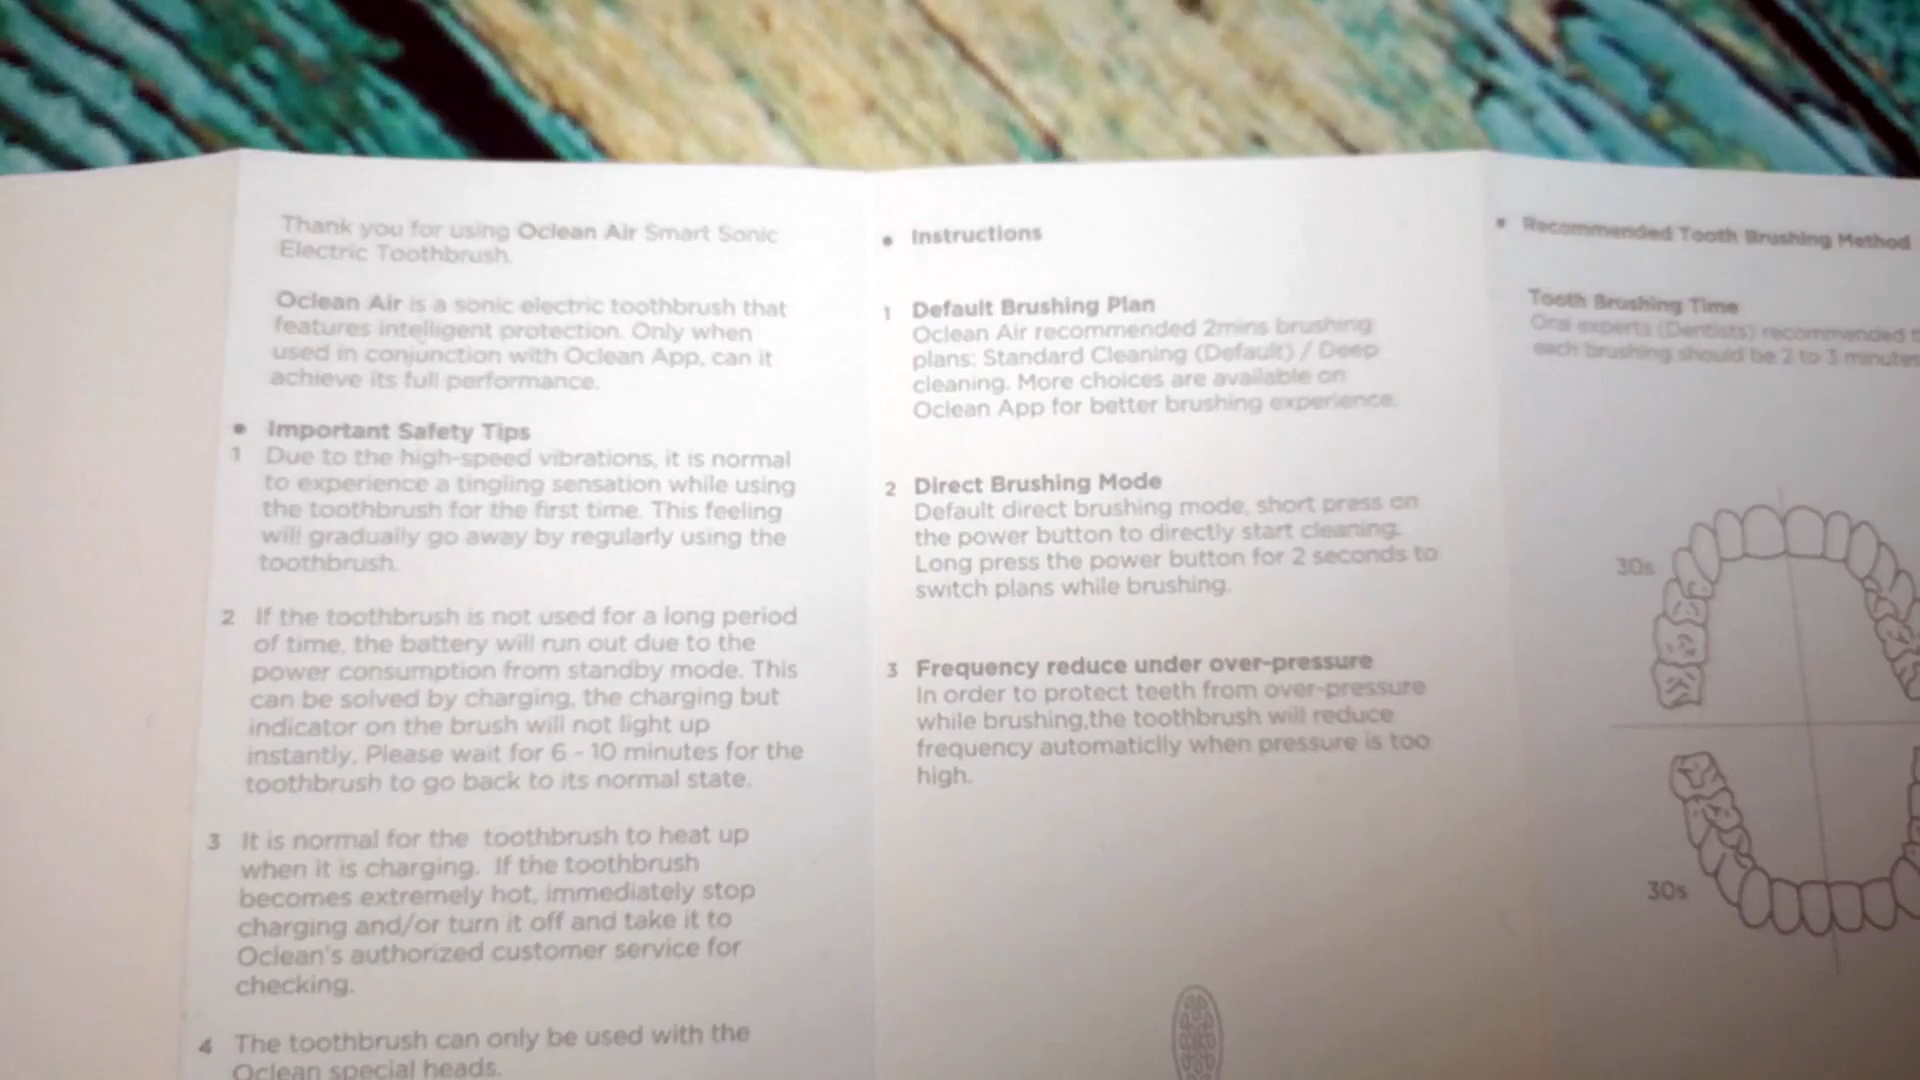 Thank you for using Oclean Air Smart Sonic
Electric Toothbrush.
Oclean Air is a sonic electric toothbrush that
features intelligent protection. Only when
used in conjunction with Oclean App, can it
achieve its full performance.
• Important Safety Tips
1 Due to the high-speed vibrations, it is normal
to experience a tingling sensation while using
the toothbrush for the first time. This feeling
will gradually go away by regularly using the
toothbrush.
2 If the toothbrush is not used for a long period
of time, the battery will run out due to the
power consumption from standby mode. This
can be solved by charging, the charging but
indicator on the brush will not light up
instantly. Please wait for 6 - 10 minutes for the
toothbrush to go back to its normal state.
3 It is normal for the toothbrush to heat up
when it is charging. If the toothbrush
becomes extremely hot, immediately stop
charging and/or turn it off and take it to
Oclean's authorized customer service for
checking.
4 The toothbrush can only be used with the
Oclean special heads.
• Instructions
1 Default Brushing Plan
Oclean Air recommended 2mins brushing
plans: Standard Cleaning (Default) / Deep
cleaning. More choices are available on
Oclean App for better brushing experience.
2 Direct Brushing Mode
Default direct brushing mode, short press on
the power button to directly start cleaning.
Long press the power button for 2 seconds to
switch plans while brushing.
3 Frequency reduce under over-pressure
In order to protect teeth from over-pressure
while brushing,the toothbrush will reduce
frequency automaticlly when pressure is too
high.
• Recommended Tooth Brushing Method
Tooth Brushing Time
Oral experts (Dentists) recommended
each brushing should be 2 to 3 minutes
30s
30s